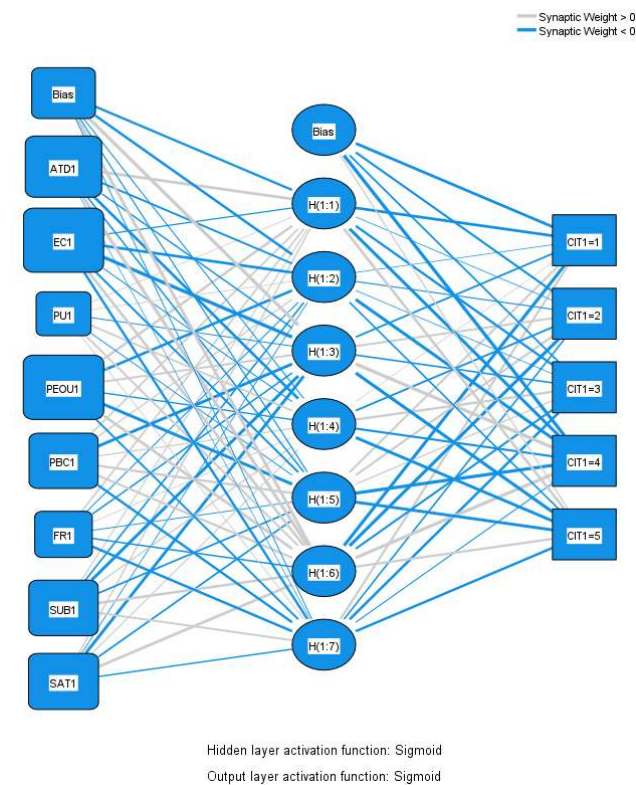 Synaptic Weight > 0
Synaptic Weight < 0
Bias
ATD1
EC1
PU1
PEOU1
PBC1
FR1
SUB1
SAT1
Bias
H(1:1)
H(1:2)
H(1:3)
H(1:4)
H(1:5)
H(1:6)
H(1:7)
CIT1=1
CIT1=2
CIT1=3
CIT1=4
CIT1=5
Hidden layer activation function: Sigmoid
Output layer activation function: Sigmoid